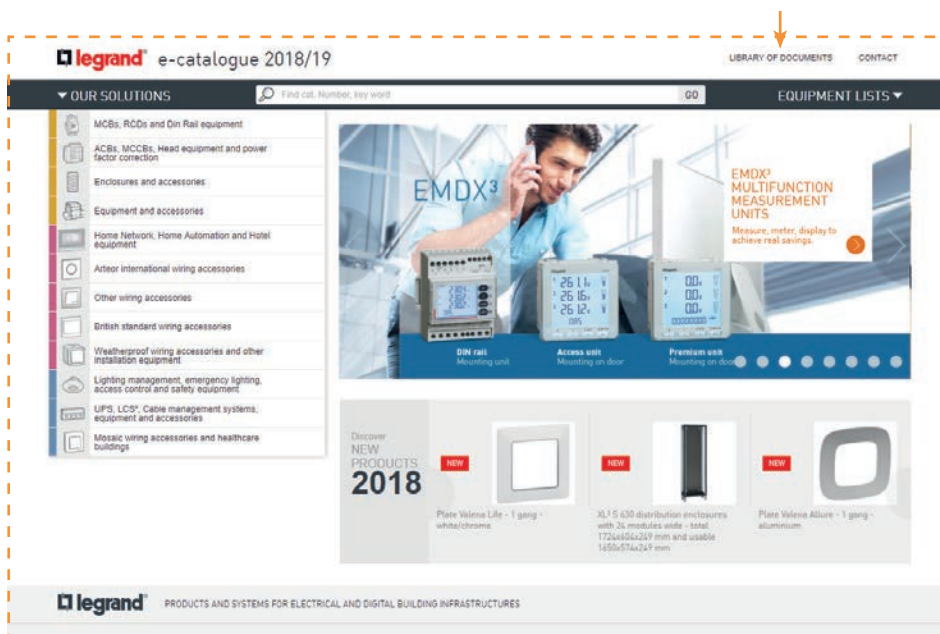 legrand® e-catalogue 2018/19
LIBRARY OF DOCUMENTS CONTACT
OUR SOLUTIONS
Find cat. Number, key word
GO
EQUIPMENT LISTS
MCBs, RCDs and Din Rail equipment
ACBs, MCCBs, Head equipment and power
factor correction
Enclosures and accessories
Equipment and accessories
Home Network, Home Automation and Hotel
equipment
Arteor international wiring accessories
Other wiring accessories
British standard wiring accessories
Weatherproof wiring accessories and other
installation equipment
Lighting management, emergency lighting,
access control and safety equipment
UPS, LCS³, Cable management systems,
equipment and accessories
Mosaic wiring accessories and healthcare
buildings
EMDX³
EMDX³
MULTIFUNCTION
MEASUREMENT
UNITS
Measure, meter, display to
achieve real savings.
DIN rail
Mounting unit
Access unit
Mounting on door
Premium unit
Mounting on door
Discover
NEW
PRODUCTS
2018
NEW
Plate Valena Life - 1 gang -
white/chrome
NEW
XL³ S 630 distribution enclosures
with 24 modules wide - total
1724x604x249 mm and usable
1650x574x249 mm
NEW
Plate Valena Allure - 1 gang -
aluminium
legrand® PRODUCTS AND SYSTEMS FOR ELECTRICAL AND DIGITAL BUILDING INFRASTRUCTURES